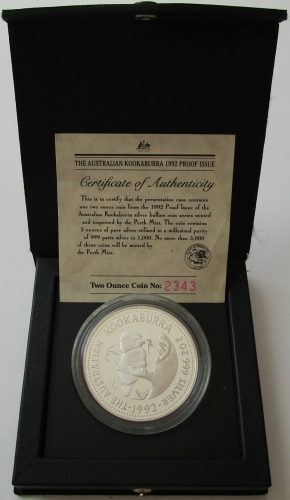 THE AUSTRALIAN KOOKABURRA 1992 PROOF ISSUE
Certificate of Authenticity
This is to certify that the presentation case contains
one two ounce coin from the 1992 Proof Issue of the
Australian Kookaburra silver bullion coin series minted
and approved by the Perth Mint. The coin contains
2 ounces of pure silver refined to a millesimal purity
of 999 parts silver in 1,000. No more than 5,000
of these coins will be minted by
the Perth Mint.
Two Ounce Coin No: 2343
THE AUSTRALIAN KOOKABURRA 2 OZ 999 SILVER
·1992·